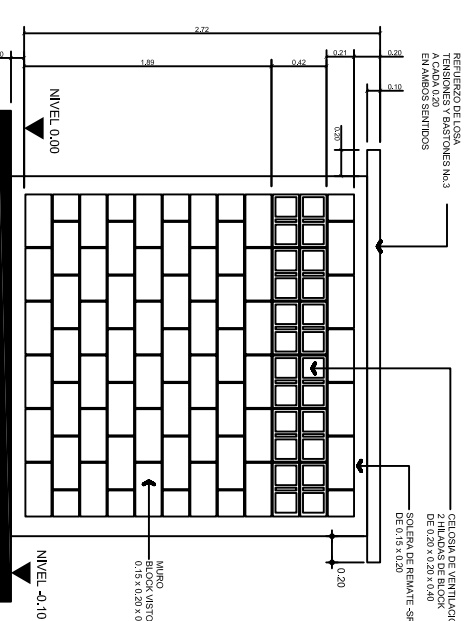 2.72
1.89
0.42
0.21
0.20
0.10
0.20
REFUERZO DE LOSA
TENSIONES Y BASTONES No.3
A CADA 0.20
EN AMBOS SENTIDOS
NIVEL 0.00
CELOSIA DE VENTILACI
2 HILADAS DE BLOCK
DE 0.20 x 0.20 x 0.40
SOLERA DE REMATE -SF
DE 0.15 x 0.20
0.20
MURO
BLOCK VISTO
0.15 x 0.20 x 0
NIVEL -0.10